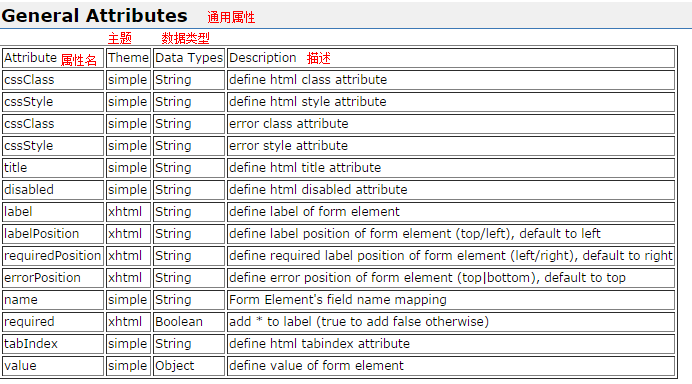 General Attributes 通用属性
主题 数据类型
Attribute 属性名 Theme Data Types Description 描述
cssClass simple String define html class attribute
cssStyle simple String define html style attribute
cssClass simple String error class attribute
cssStyle simple String error style attribute
title simple String define html title attribute
disabled simple String define html disabled attribute
label xhtml String define label of form element
labelPosition xhtml String define label position of form element (top/left), default to left
requiredPosition xhtml String define required label position of form element (left/right), default to right
errorPosition xhtml String define error position of form element (top|bottom), default to top
name simple String Form Element's field name mapping
required xhtml Boolean add * to label (true to add false otherwise)
tabIndex simple String define html tabindex attribute
value simple Object define value of form element